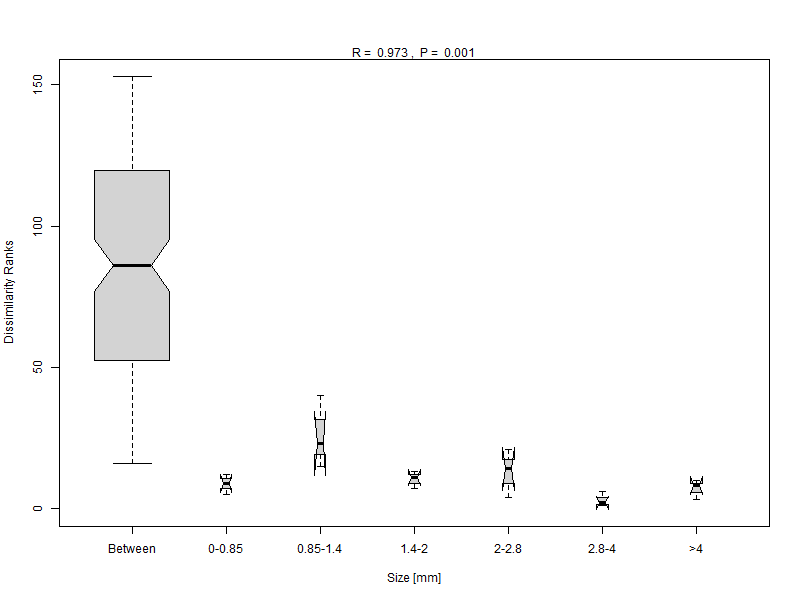 R = 0.973 , P = 0.001
Dissimilarity Ranks
150
100
50
0
Between 0-0.85 0.85-1.4 1.4-2 2-2.8 2.8-4 >4
Size [mm]